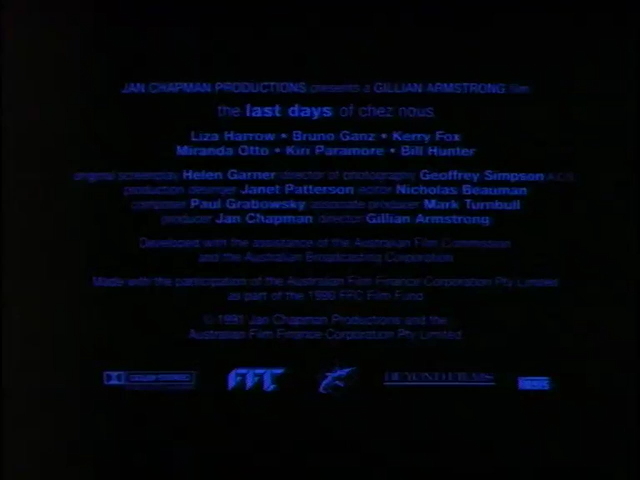 JAN CHAPMAN PRODUCTIONS presents a GILLIAN ARMSTRONG film
the last days of chez nous
Liza Harrow • Bruno Ganz • Kerry Fox
Miranda Otto • Kiri Paramore • Bill Hunter
original screenplay Helen Garner director of photography Geoffrey Simpson A.C.S
production designer Janet Patterson editor Nicholas Beauman
composer Paul Grabowsky associate producer Mark Turnbull
producer Jan Chapman director Gillian Armstrong
Developed with the assistance of the Australian Film Commission
and the Australian Broadcasting Corporation
Made with the participation of the Australian Film Finance Corporation Pty Limited
as part of the FFC Film Fund
© 1991 Jan Chapman Productions and the
Australian Film Finance Corporation Pty Limited
DOLBY STEREO FFC BEYOND FILMS